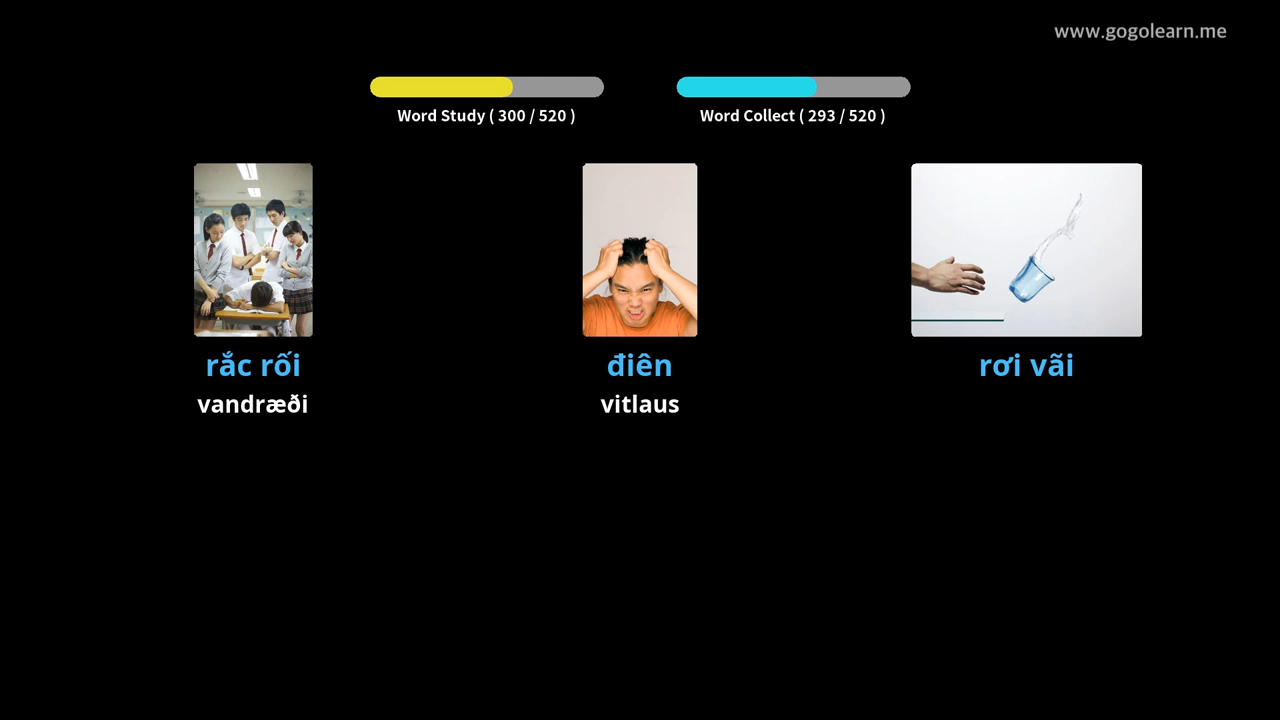 www.gogolearn.me
Word Study ( 300 / 520 )
Word Collect ( 293 / 520 )
rắc rối
vandræði
điên
vitlaus
rơi vãi